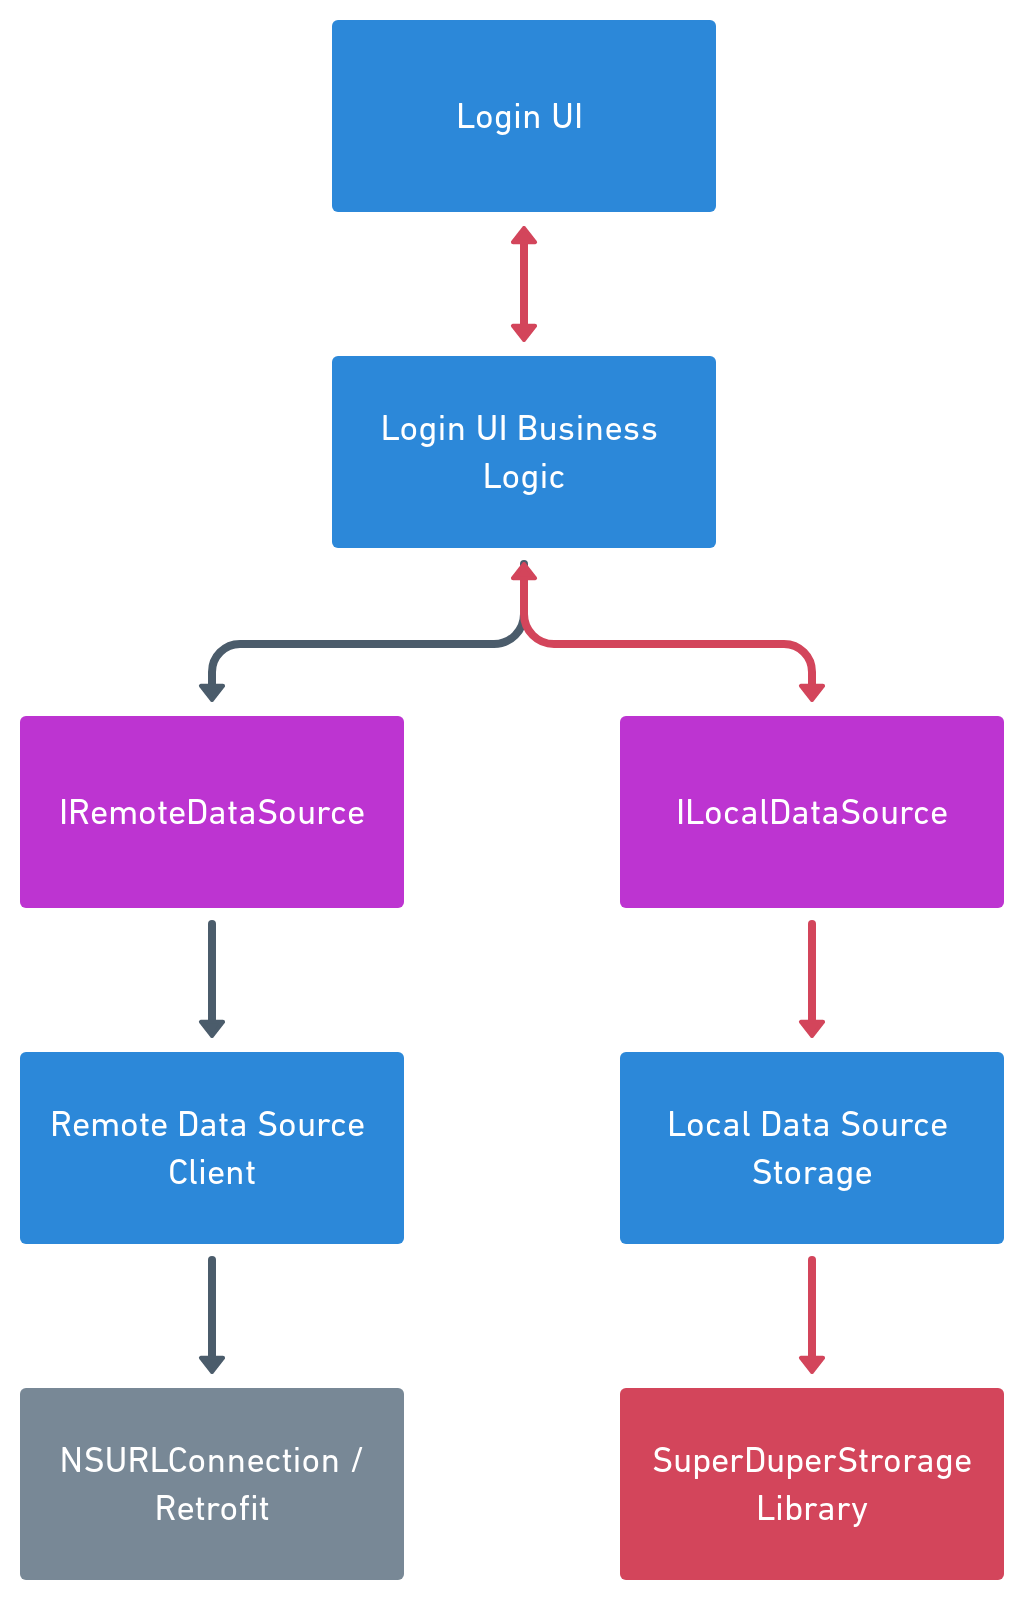 Login UI
Login UI Business
Logic
IRemoteDataSource
ILocalDataSource
Remote Data Source
Client
Local Data Source
Storage
NSURLConnection /
Retrofit
SuperDuperStrorage
Library